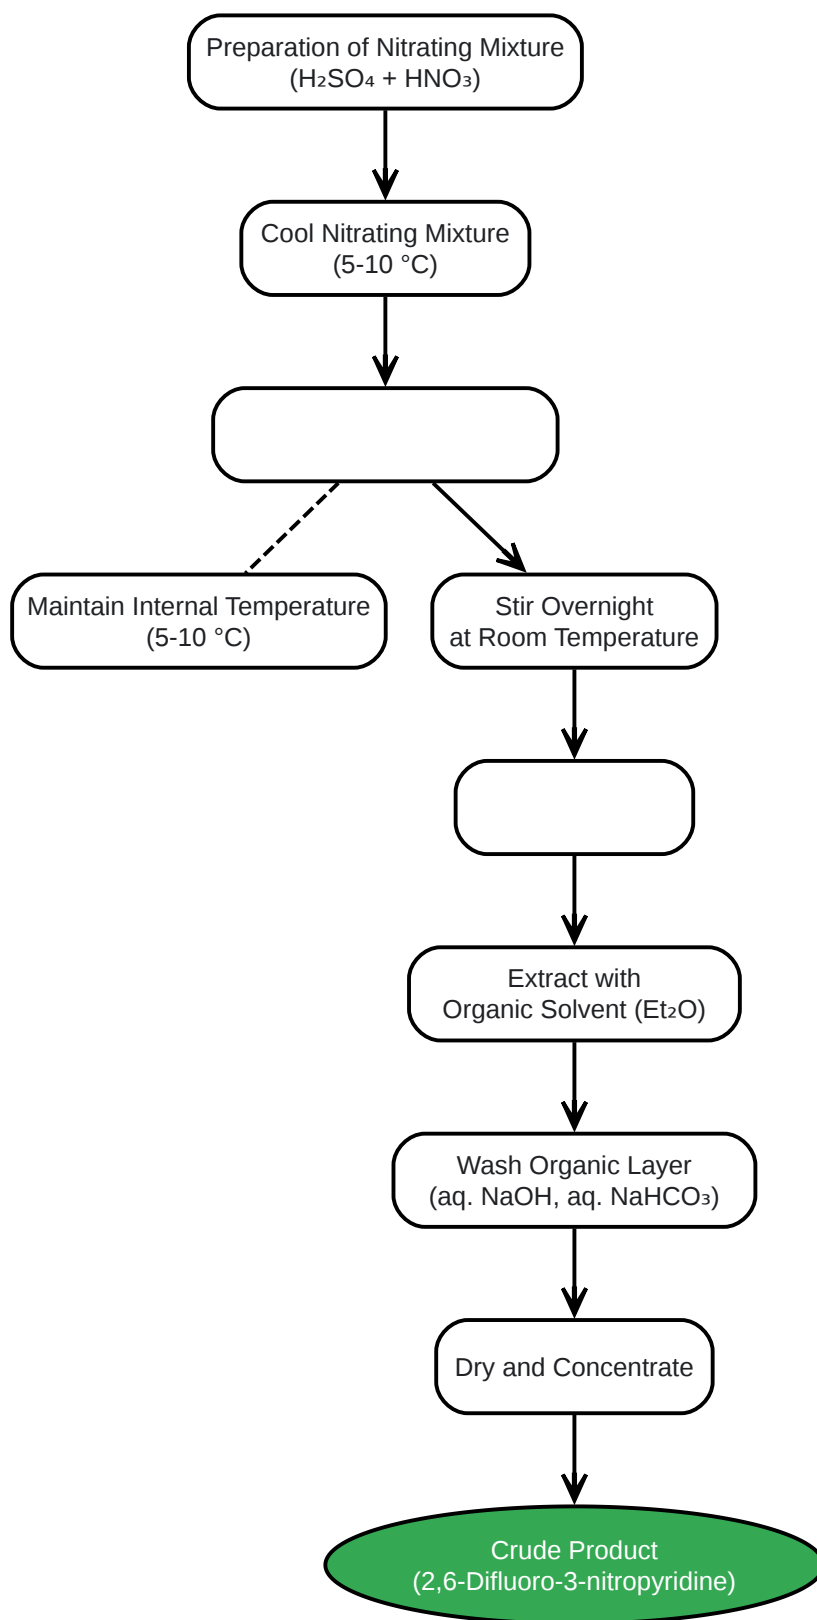 Preparation of Nitrating Mixture
(H₂SO₄ + HNO₃)
Cool Nitrating Mixture
(5-10 °C)
Maintain Internal Temperature
(5-10 °C)
Stir Overnight
at Room Temperature
Extract with
Organic Solvent (Et₂O)
Wash Organic Layer
(aq. NaOH, aq. NaHCO₃)
Dry and Concentrate
Crude Product
(2,6-Difluoro-3-nitropyridine)